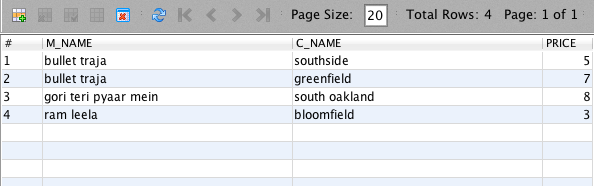 Page Size: 20 Total Rows: 4 Page: 1 of 1
# M_NAME C_NAME PRICE
1 bullet traja southside 5
2 bullet traja greenfield 7
3 gori teri pyaar mein south oakland 8
4 ram leela bloomfield 3